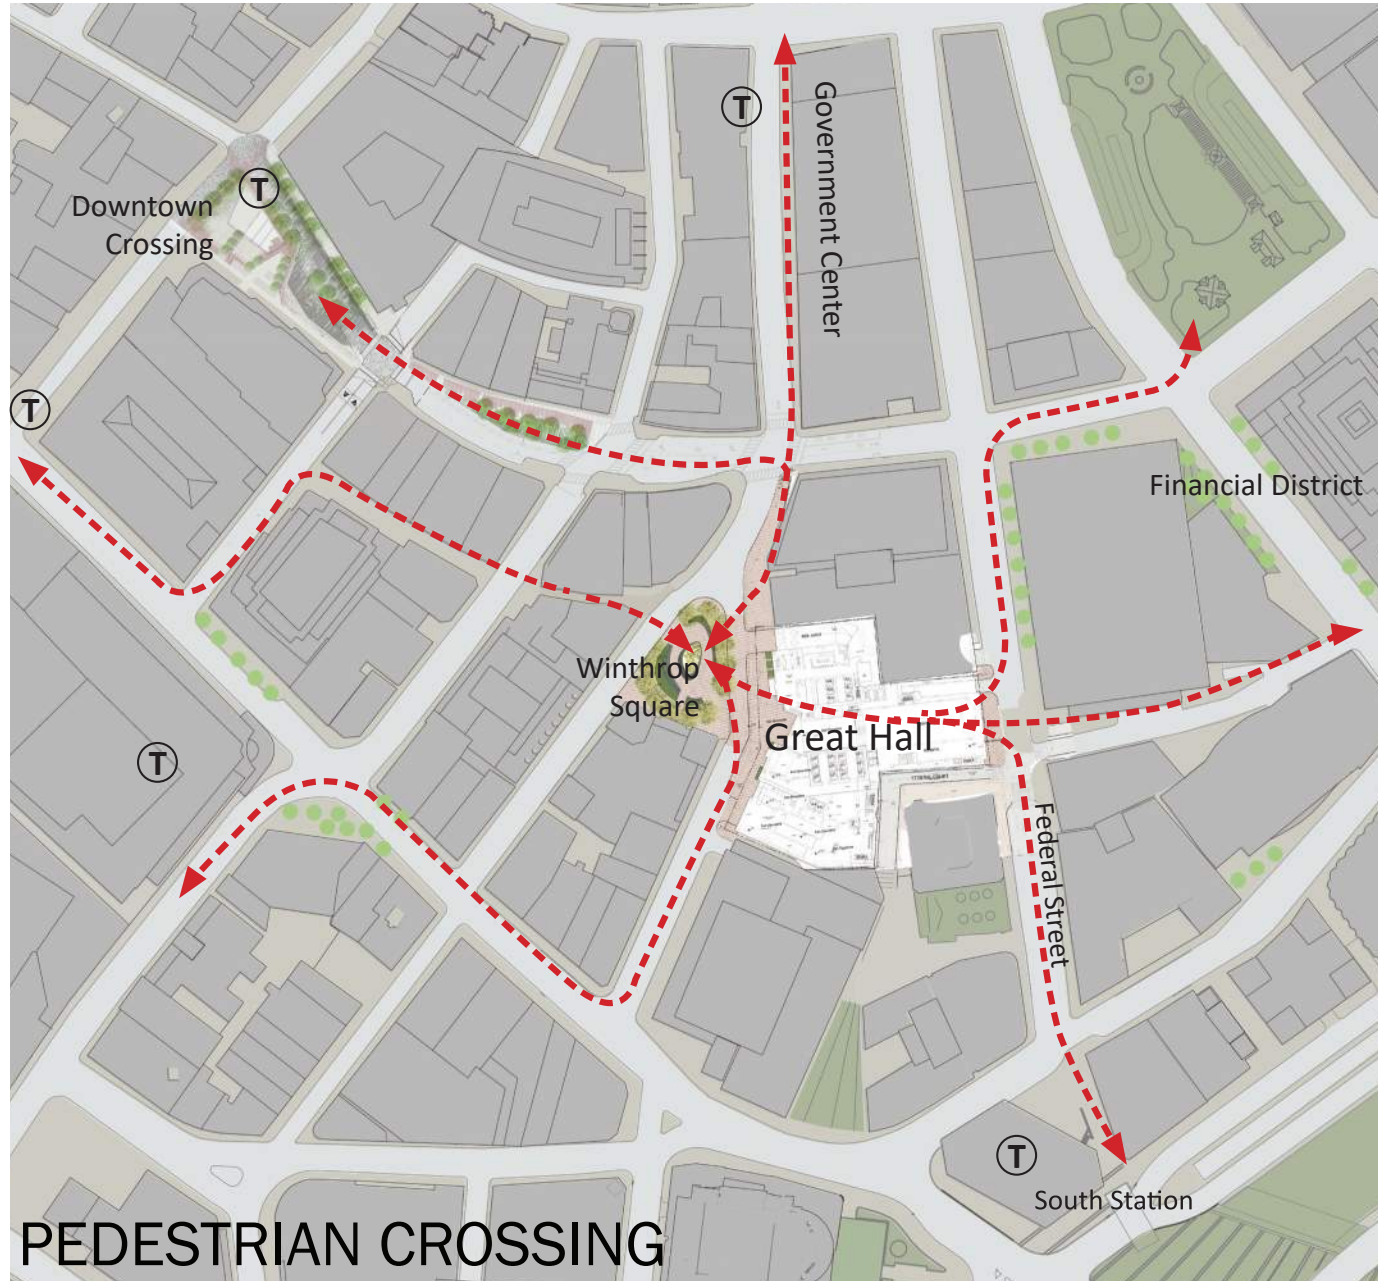 T
Government Center
T
Downtown
Crossing
T
Financial District
Winthrop
Square
Great Hall
T
Federal Street
T
South Station
PEDESTRIAN CROSSING